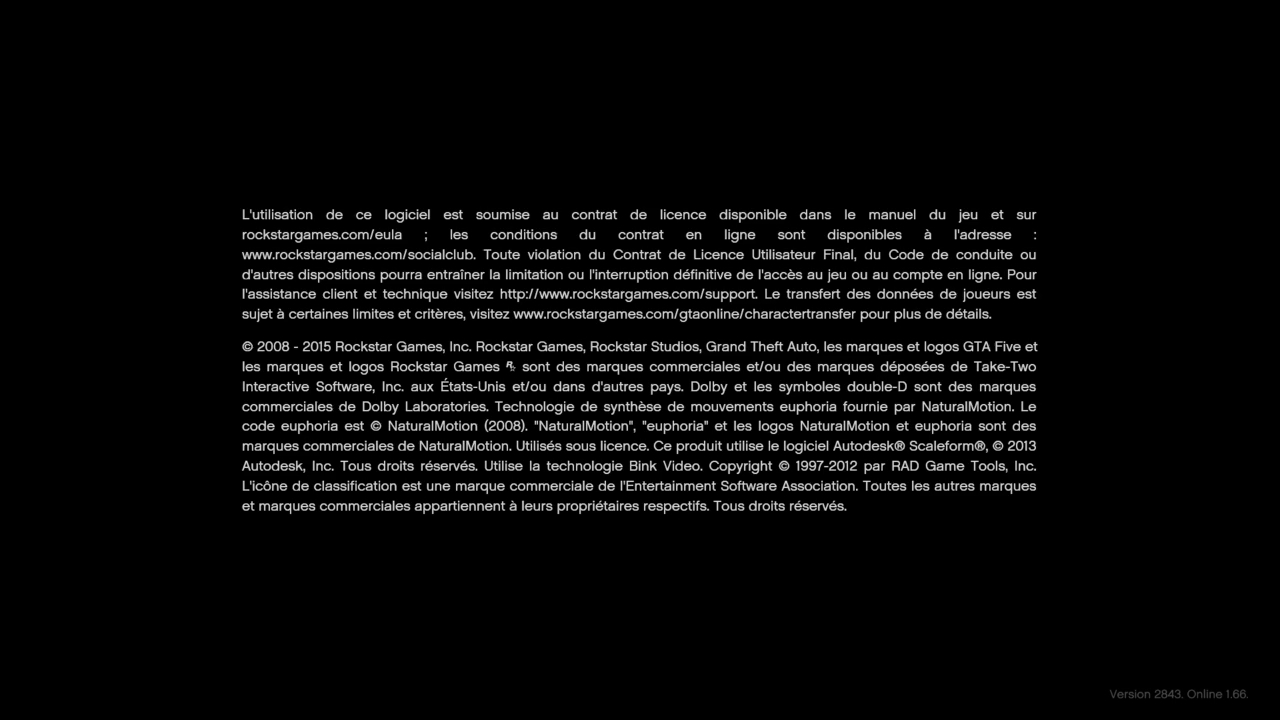 L'utilisation de ce logiciel est soumise au contrat de licence disponible dans le manuel du jeu et sur
rockstargames.com/eula ; les conditions du contrat en ligne sont disponibles à l'adresse :
www.rockstargames.com/socialclub. Toute violation du Contrat de Licence Utilisateur Final, du Code de conduite ou
d'autres dispositions pourra entraîner la limitation ou l'interruption définitive de l'accès au jeu ou au compte en ligne. Pour
l'assistance client et technique visitez http://www.rockstargames.com/support. Le transfert des données de joueurs est
sujet à certaines limites et critères, visitez www.rockstargames.com/gtaonline/charactertransfer pour plus de détails.
© 2008 - 2015 Rockstar Games, Inc. Rockstar Games, Rockstar Studios, Grand Theft Auto, les marques et logos GTA Five et
les marques et logos Rockstar Games R* sont des marques commerciales et/ou des marques déposées de Take-Two
Interactive Software, Inc. aux États-Unis et/ou dans d'autres pays. Dolby et les symboles double-D sont des marques
commerciales de Dolby Laboratories. Technologie de synthèse de mouvements euphoria fournie par NaturalMotion. Le
code euphoria est © NaturalMotion (2008). "NaturalMotion", "euphoria" et les logos NaturalMotion et euphoria sont des
marques commerciales de NaturalMotion. Utilisés sous licence. Ce produit utilise le logiciel Autodesk® Scaleform®, © 2013
Autodesk, Inc. Tous droits réservés. Utilise la technologie Bink Video. Copyright © 1997-2012 par RAD Game Tools, Inc.
L'icône de classification est une marque commerciale de l'Entertainment Software Association. Toutes les autres marques
et marques commerciales appartiennent à leurs propriétaires respectifs. Tous droits réservés.
Version 2843. Online 1.66.